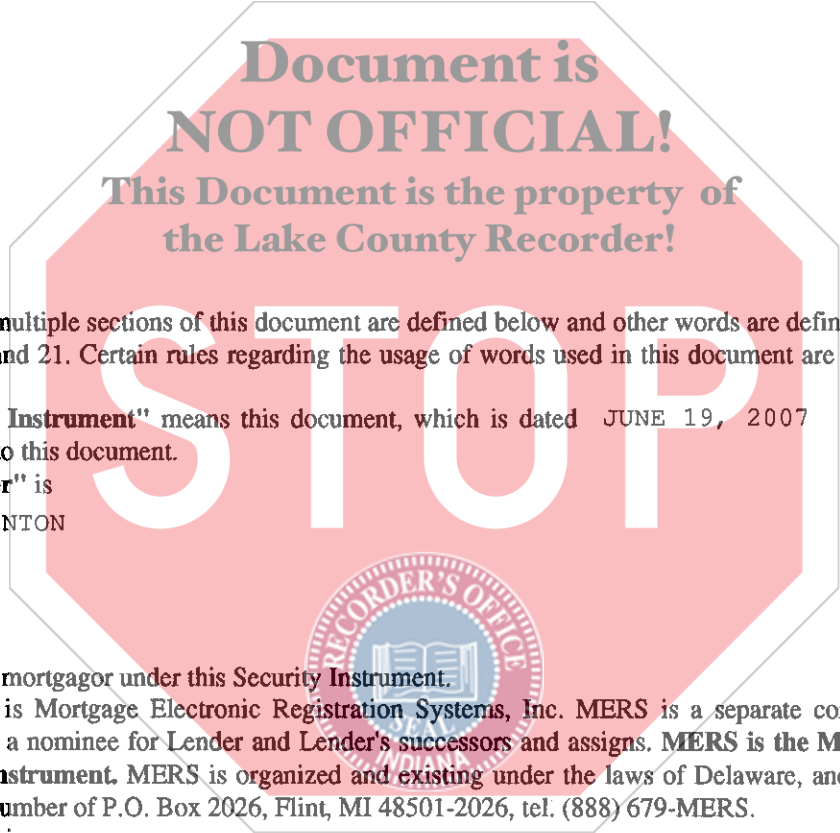 Document is
NOT OFFICIAL!
This Document is the property of
the Lake County Recorder!
STOP
multiple sections of this document are defined below and other words are defin
nd 21. Certain rules regarding the usage of words used in this document are
Instrument" means this document, which is dated JUNE 19, 2007
o this document.
r" is
NTON
RECORDER'S OFFICE
SEAL
INDIANA
mortgagor under this Security Instrument.
is Mortgage Electronic Registration Systems, Inc. MERS is a separate co
a nominee for Lender and Lender's successors and assigns. MERS is the M
nstrument. MERS is organized and existing under the laws of Delaware, and
umber of P.O. Box 2026, Flint, MI 48501-2026, tel. (888) 679-MERS.